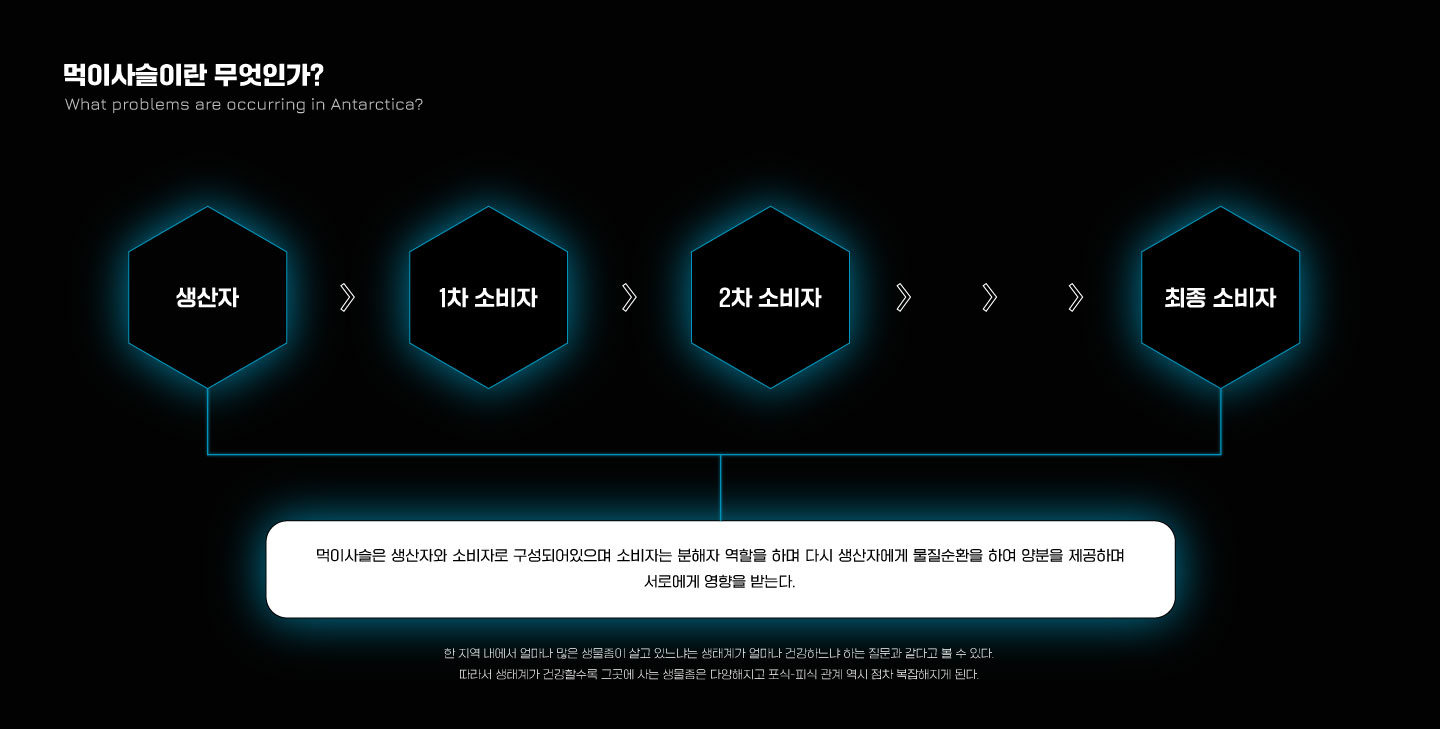 먹이사슬이란 무엇인가?
What problems are occurring in Antarctica?
생산자
1차 소비자
2차 소비자
최종 소비자
먹이사슬은 생산자와 소비자로 구성되어있으며 소비자는 분해자 역할을 하며 다시 생산자에게 물질순환을 하여 양분을 제공하며
서로에게 영향을 받는다.
한 지역 내에서 얼마나 많은 생물종이 살고 있느냐는 생태계가 얼마나 건강하느냐 하는 질문과 같다고 볼 수 있다.
따라서 생태계가 건강할수록 그곳에 사는 생물종은 다양해지고 포식-피식 관계 역시 점차 복잡해지게 된다.